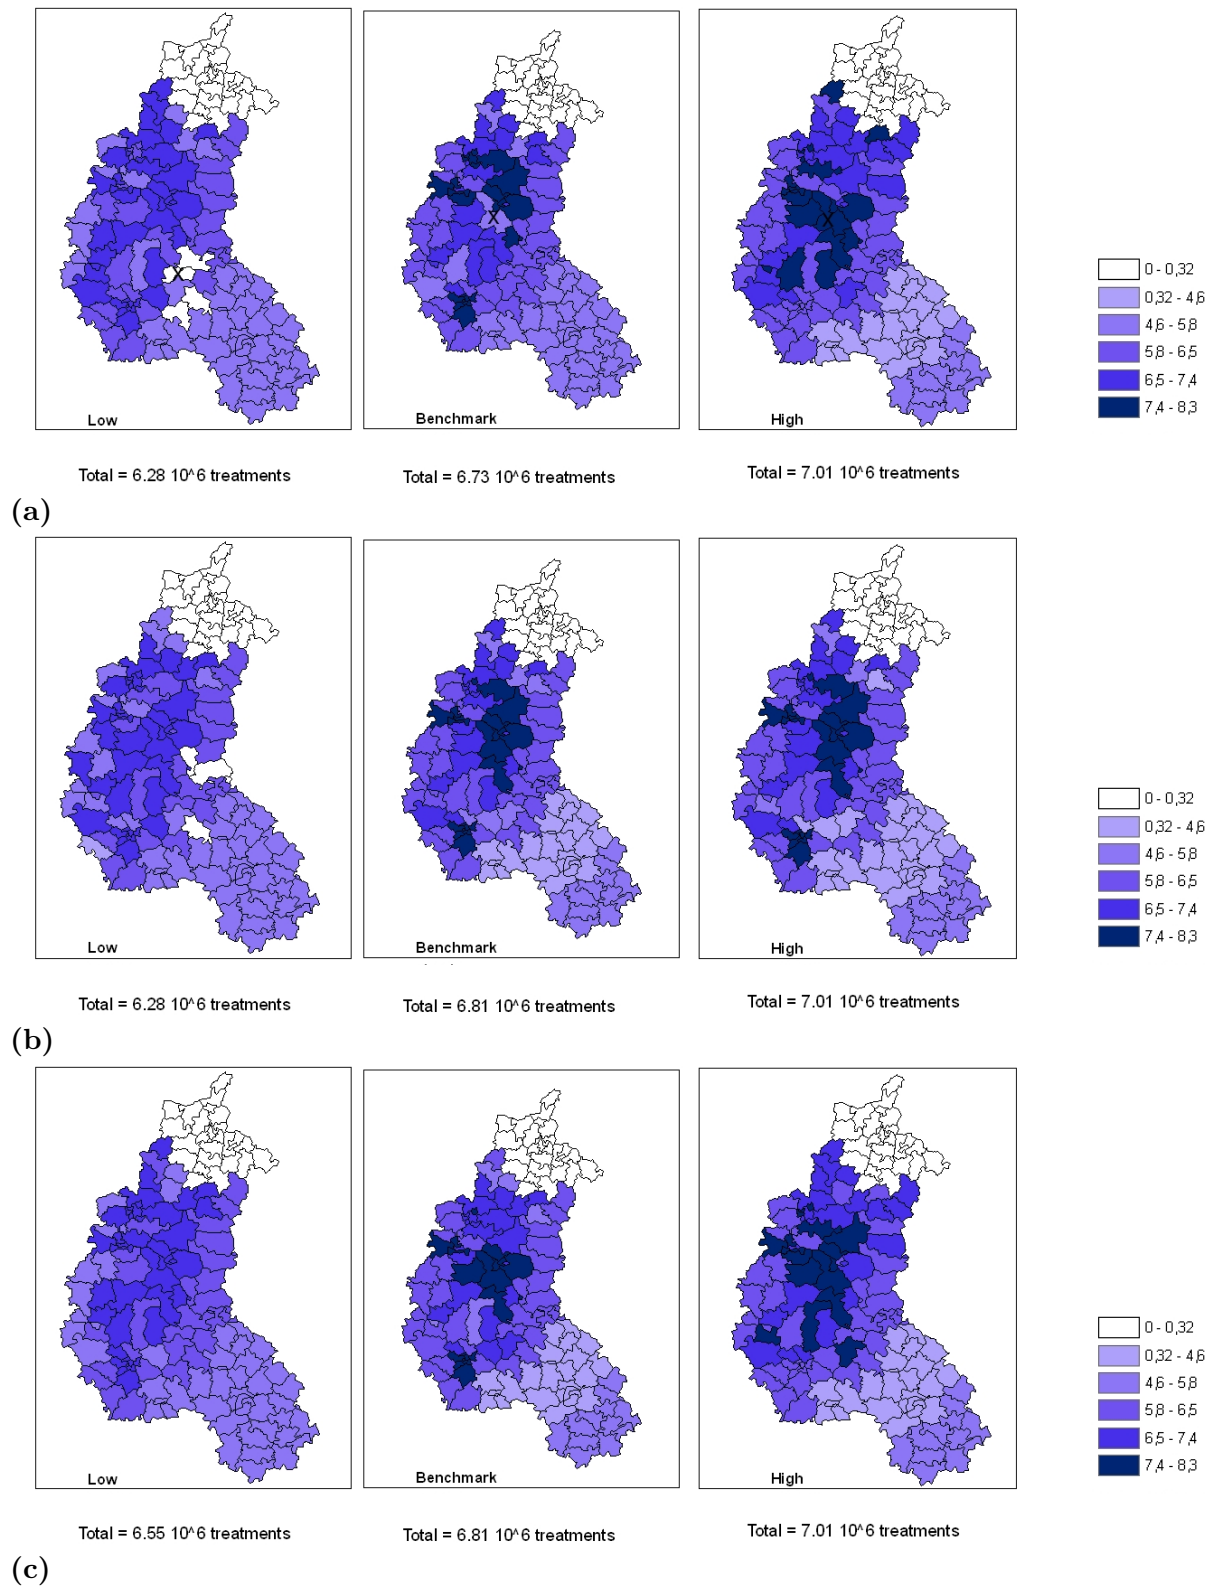 X
X
X
Low
Benchmark
High
0 - 0,32
0,32 - 4,6
4,6 - 5,8
5,8 - 6,5
6,5 - 7,4
7,4 - 8,3
Total = 6.28 10^6 treatments
Total = 6.73 10^6 treatments
Total = 7.01 10^6 treatments
(a)
Low
Benchmark
High
0 - 0,32
0,32 - 4,6
4,6 - 5,8
5,8 - 6,5
6,5 - 7,4
7,4 - 8,3
Total = 6.28 10^6 treatments
Total = 6.81 10^6 treatments
Total = 7.01 10^6 treatments
(b)
Low
Benchmark
High
0 - 0,32
0,32 - 4,6
4,6 - 5,8
5,8 - 6,5
6,5 - 7,4
7,4 - 8,3
Total = 6.55 10^6 treatments
Total = 6.81 10^6 treatments
Total = 7.01 10^6 treatments
(c)